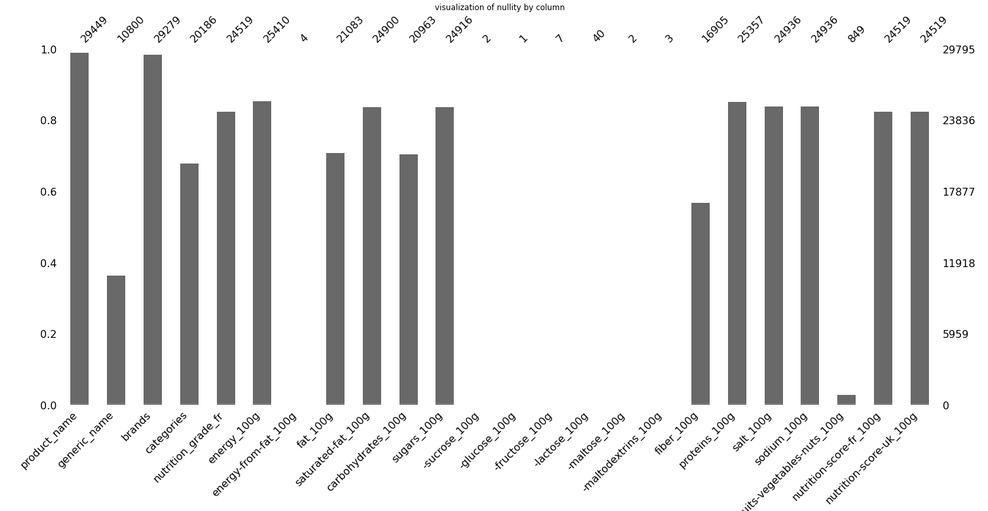 visualization of nullity by column
29449 10800 29279 20186 24519 25410 4 21083 24900 20963 24916 2 1 7 40 2 3 16905 25357 24936 24936 849 24519 24519
1.0 29795
0.8 23836
0.6 17877
0.4 11918
0.2 5959
0.0 0
product_name
generic_name
brands
categories
nutrition_grade_fr
energy_100g
energy-from-fat_100g
fat_100g
saturated-fat_100g
carbohydrates_100g
sugars_100g
-sucrose_100g
-glucose_100g
-fructose_100g
-lactose_100g
-maltose_100g
-maltodextrins_100g
fiber_100g
proteins_100g
salt_100g
sodium_100g
uits-vegetables-nuts_100g
nutrition-score-fr_100g
nutrition-score-uk_100g